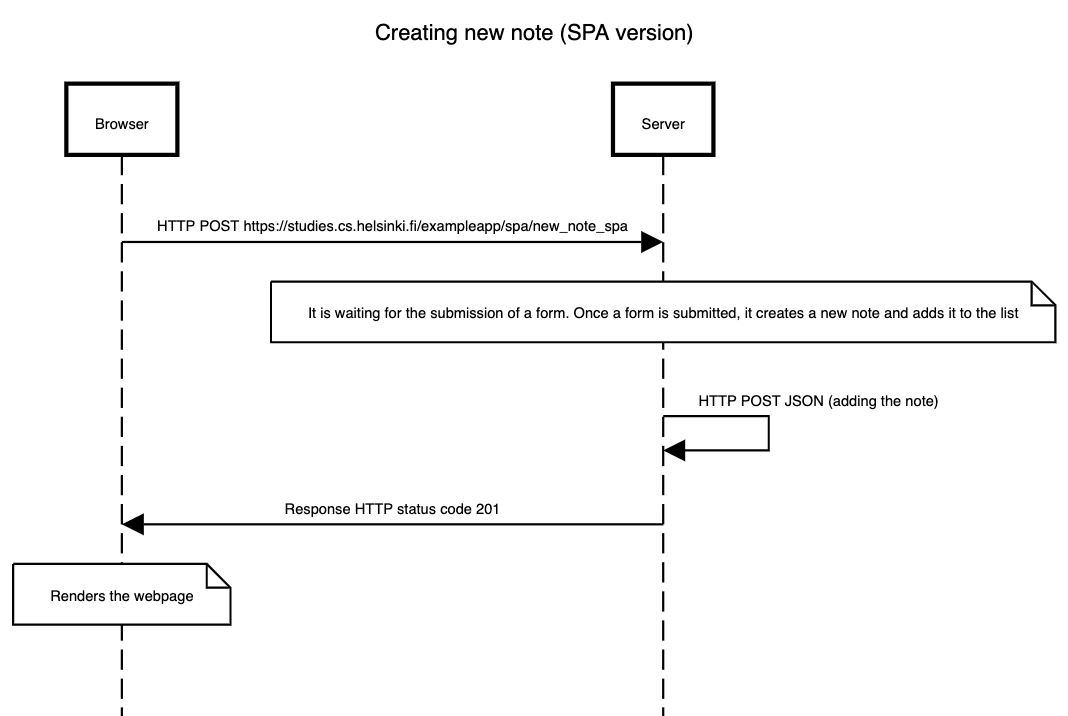 Creating new note (SPA version)
Browser
Server
HTTP POST https://studies.cs.helsinki.fi/exampleapp/spa/new_note_spa
It is waiting for the submission of a form. Once a form is submitted, it creates a new note and adds it to the list
HTTP POST JSON (adding the note)
Response HTTP status code 201
Renders the webpage